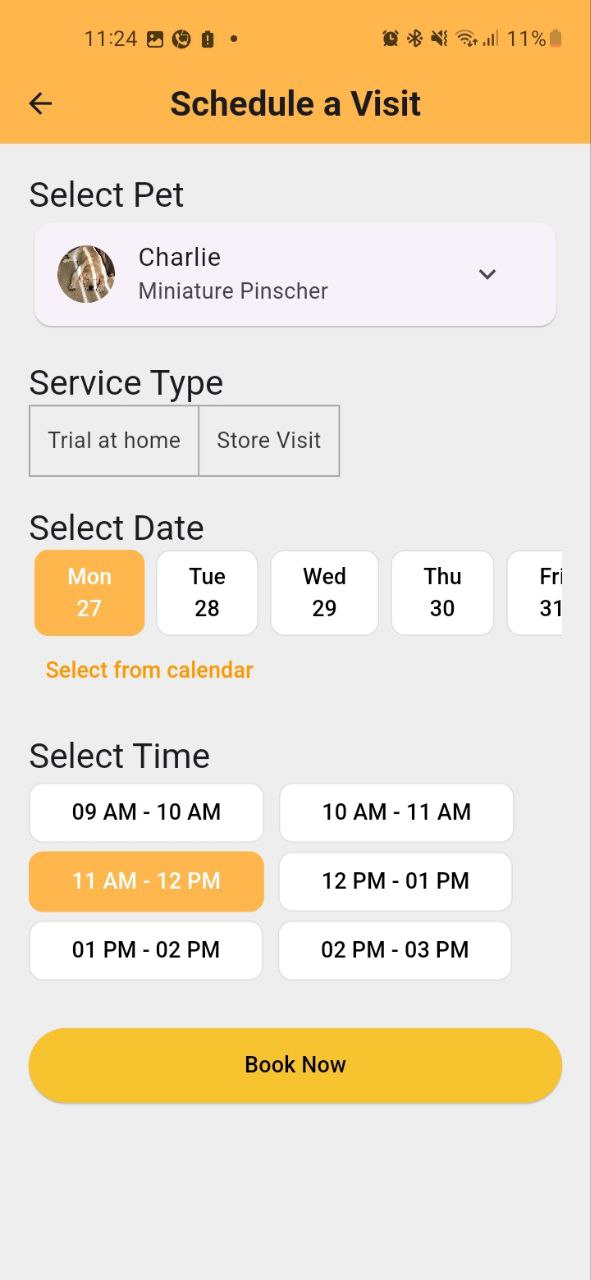 11:24 11%
Schedule a Visit
Select Pet
Charlie
Miniature Pinscher
Service Type
Trial at home Store Visit
Select Date
Mon Tue Wed Thu Fri
27 28 29 30 31
Select from calendar
Select Time
09 AM - 10 AM 10 AM - 11 AM
11 AM - 12 PM 12 PM - 01 PM
01 PM - 02 PM 02 PM - 03 PM
Book Now